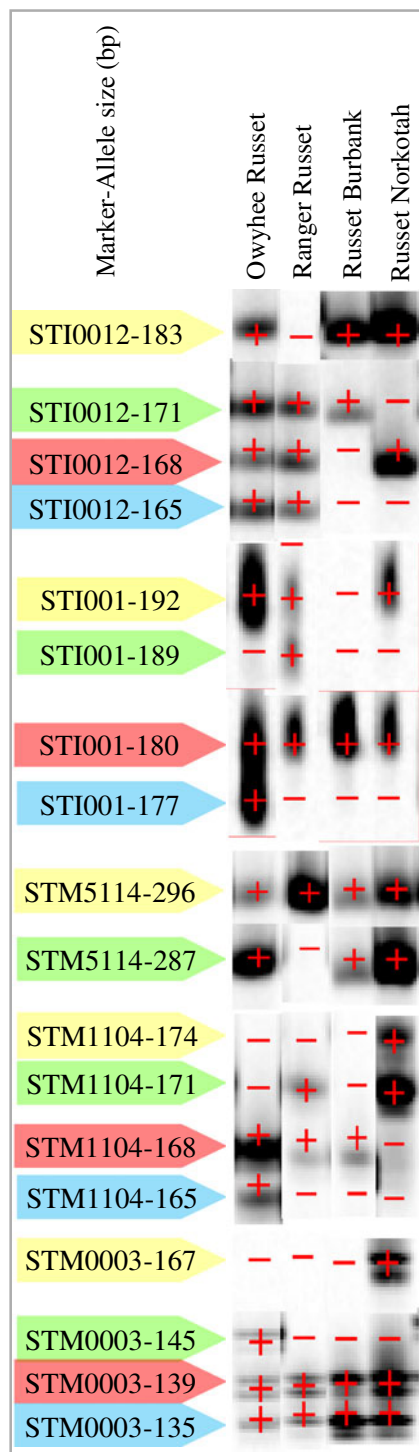 Marker-Allele size (bp)
Owyhee Russet
Ranger Russet
Russet Burbank
Russet Norkotah
STI0012-183 + − + +
STI0012-171 + + + −
STI0012-168 + + − +
STI0012-165 + + − −
−
STI001-192 + + − +
STI001-189 − + − −
STI001-180 + + + +
STI001-177 + − − −
STM5114-296 + + + +
STM5114-287 + − + +
STM1104-174 − − − +
STM1104-171 − + − +
STM1104-168 + + + −
STM1104-165 + − − −
STM0003-167 − − − +
STM0003-145 + − − −
STM0003-139 + + + +
STM0003-135 + + + +